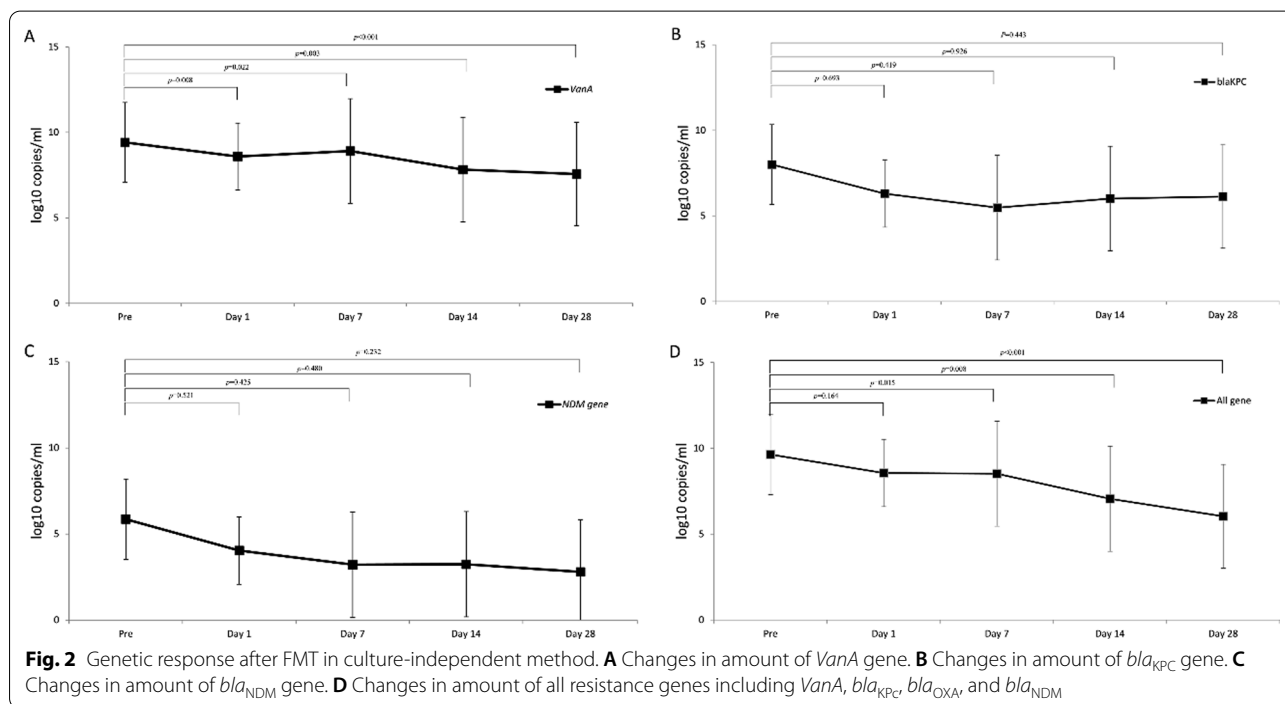 A
15
10
5
0
log10 copies/ml
p<0.001
p=0.003
p=0.022
p=0.008
VanA
Pre Day 1 Day 7 Day 14 Day 28
B
15
10
5
0
log10 copies/ml
P=0.443
p=0.926
p=0.419
p=0.693
blaKPC
Pre Day 1 Day 7 Day 14 Day 28
C
15
10
5
0
log10 copies/ml
p=0.232
p=0.480
p=0.425
p=0.521
NDM gene
Pre Day 1 Day 7 Day 14 Day 28
D
15
10
5
0
log10 copies/ml
p<0.001
p=0.008
p=0.015
p=0.164
All gene
Pre Day 1 Day 7 Day 14 Day 28
Fig. 2 Genetic response after FMT in culture-independent method. A Changes in amount of VanA gene. B Changes in amount of blaKPC gene. C
Changes in amount of blaNDM gene. D Changes in amount of all resistance genes including VanA, blaKPc, blaOXA, and blaNDM